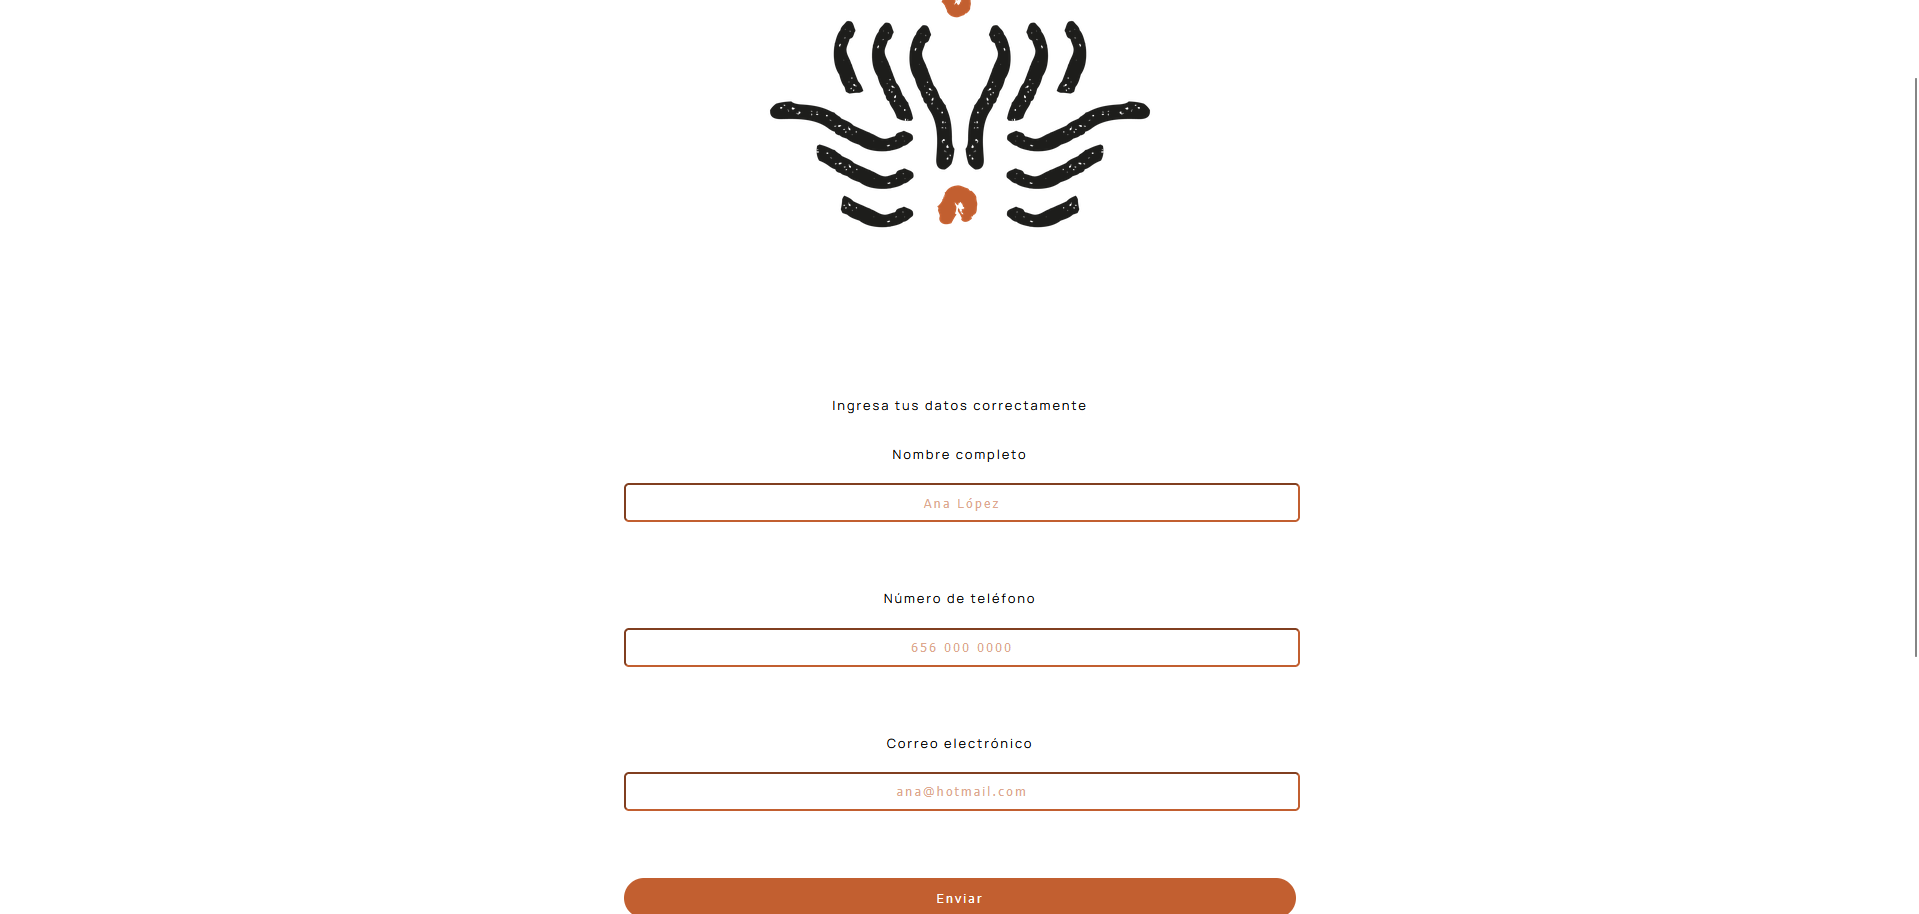 Ingresa tus datos correctamente
Nombre completo
Ana López
Número de teléfono
656 000 0000
Correo electrónico
ana@hotmail.com
Enviar